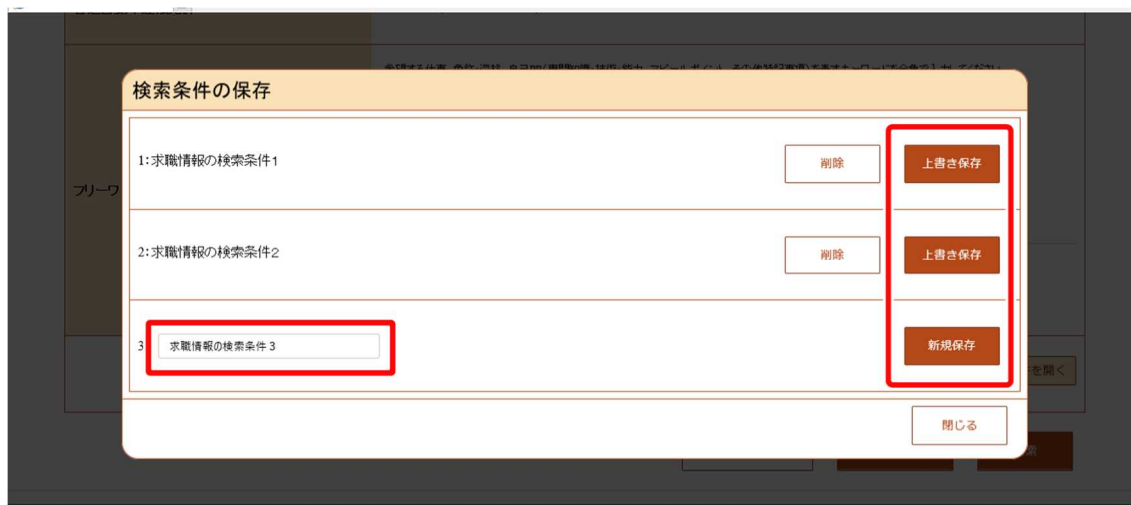 検索条件の保存
1:求職情報の検索条件1
削除
上書き保存
フリーワ
2:求職情報の検索条件2
削除
上書き保存
3
求職情報の検索条件３
新規保存
を開く
閉じる